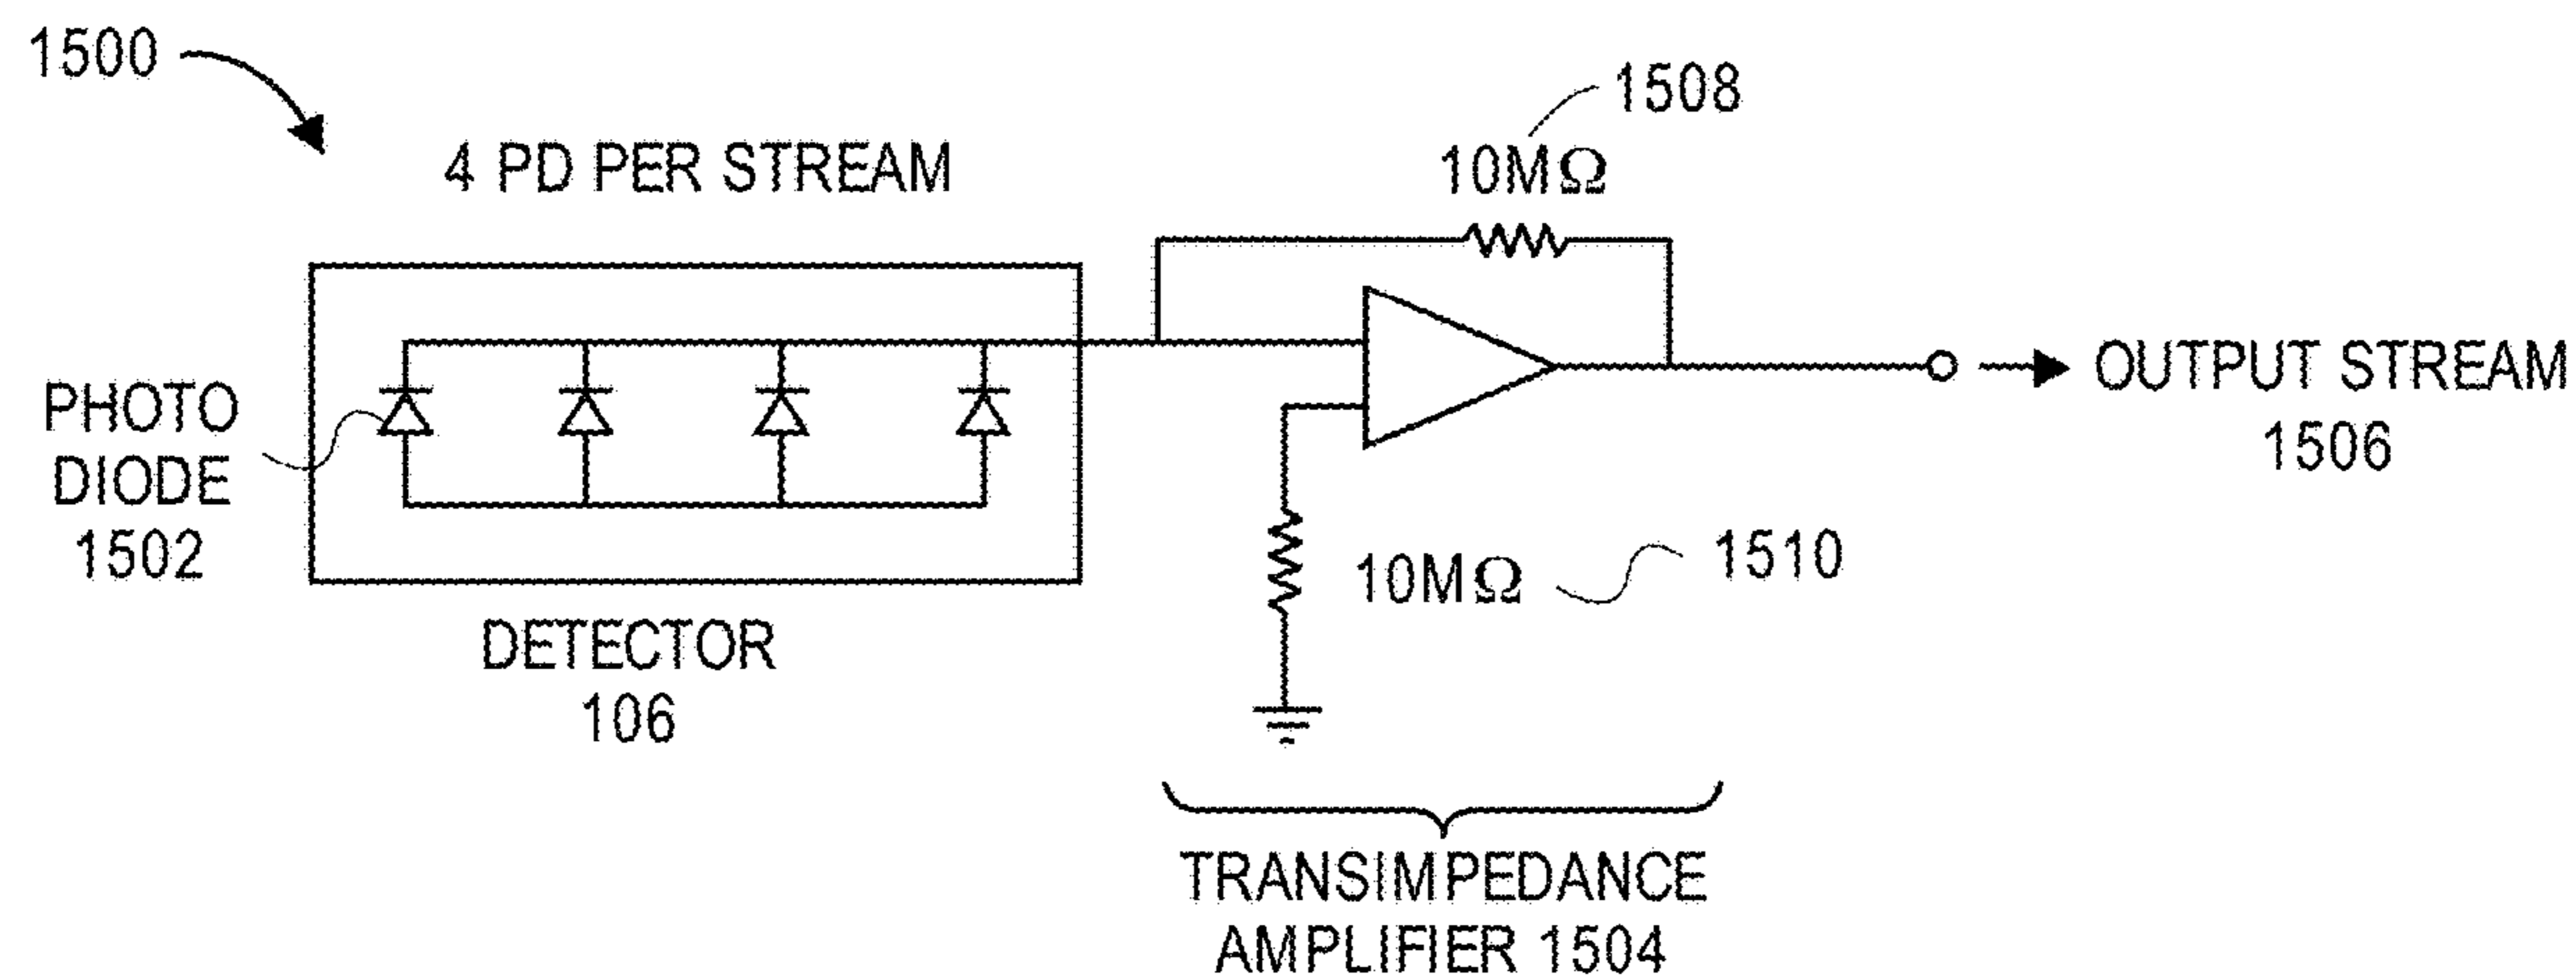 1500
4 PD PER STREAM
1508
10MΩ
PHOTO
DIODE
1502
DETECTOR
106
10MΩ
1510
OUTPUT STREAM
1506
TRANSIMPEDANCE
AMPLIFIER 1504